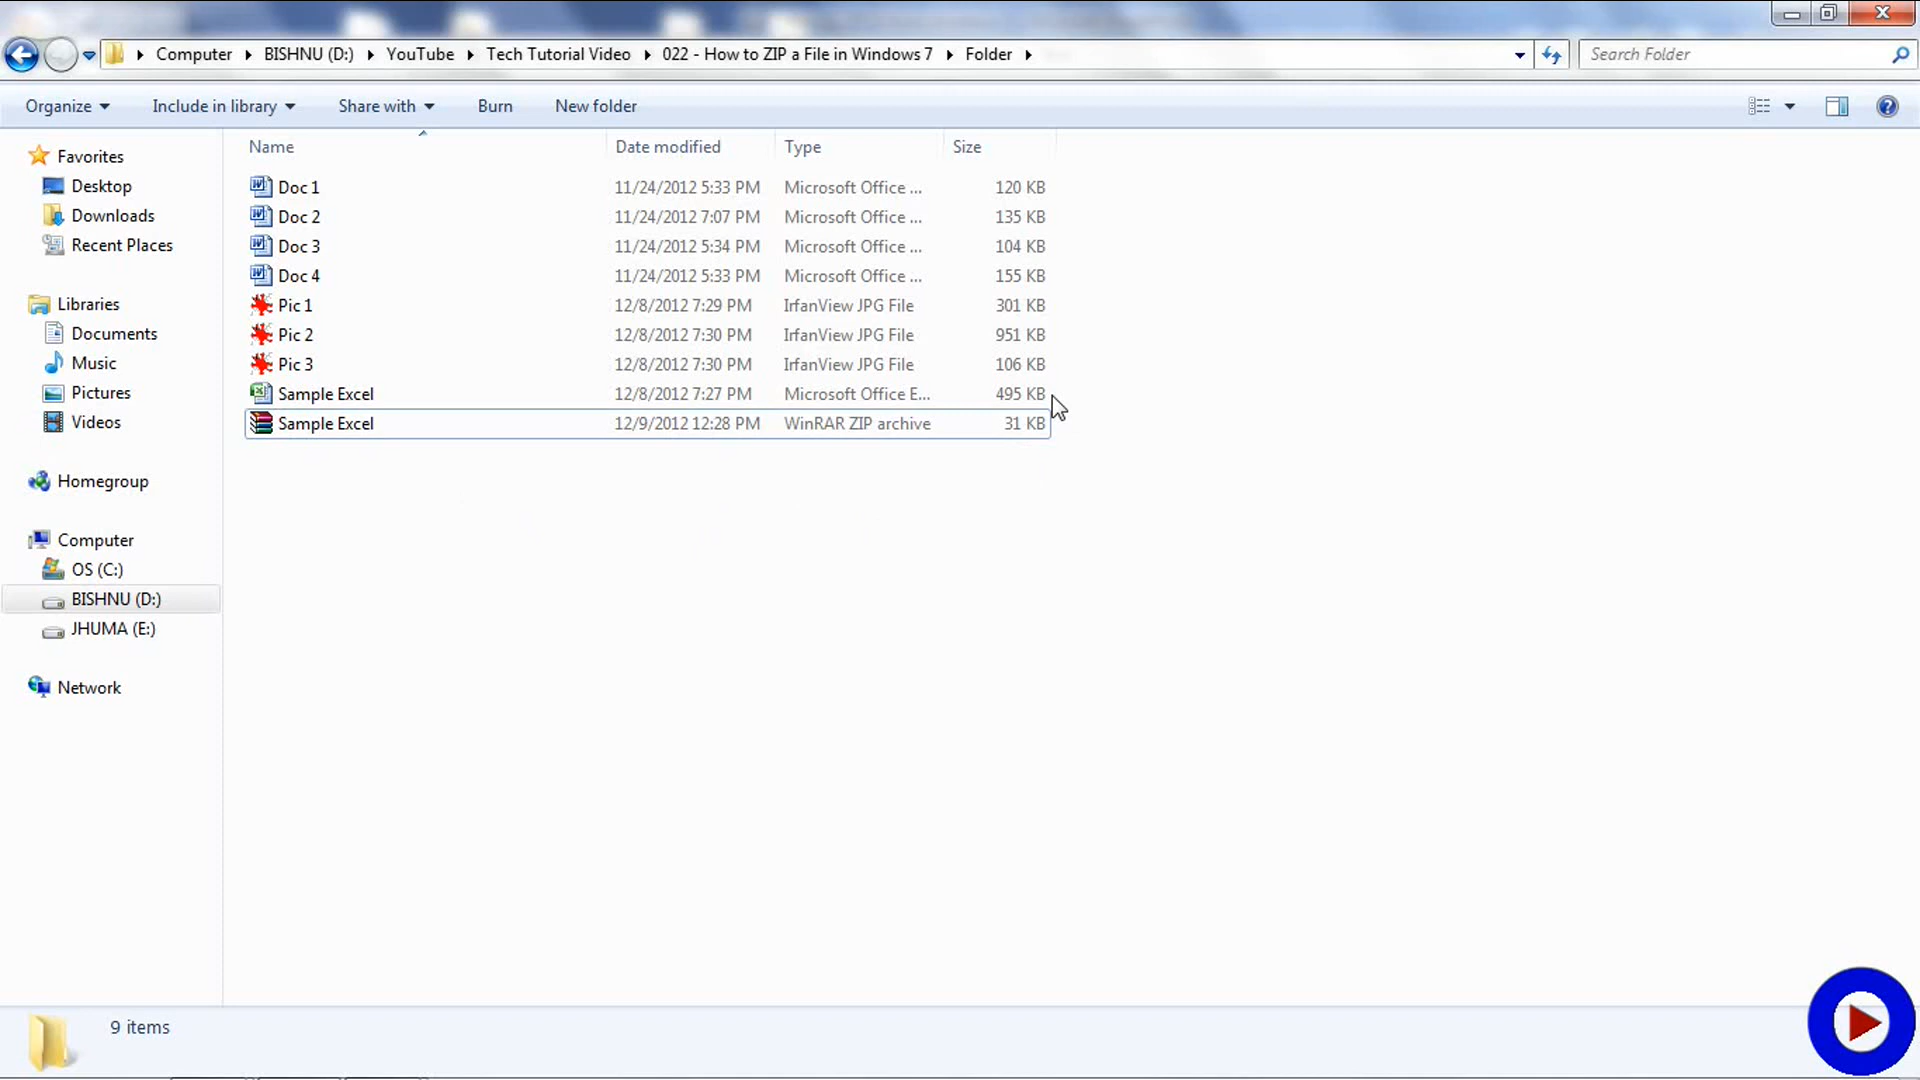 Computer BISHNU (D:) YouTube Tech Tutorial Video 022 - How to ZIP a File in Windows 7 Folder Search Folder
Organize Include in library Share with Burn New folder
Favorites
Desktop
Downloads
Recent Places
Libraries
Documents
Music
Pictures
Videos
Homegroup
Computer
OS (C:)
BISHNU (D:)
JHUMA (E:)
Network
Name Date modified Type Size
Doc 1 11/24/2012 5:33 PM Microsoft Office ... 120 KB
Doc 2 11/24/2012 7:07 PM Microsoft Office ... 135 KB
Doc 3 11/24/2012 5:34 PM Microsoft Office ... 104 KB
Doc 4 11/24/2012 5:33 PM Microsoft Office ... 155 KB
Pic 1 12/8/2012 7:29 PM IrfanView JPG File 301 KB
Pic 2 12/8/2012 7:30 PM IrfanView JPG File 951 KB
Pic 3 12/8/2012 7:30 PM IrfanView JPG File 106 KB
Sample Excel 12/8/2012 7:27 PM Microsoft Office E... 495 KB
Sample Excel 12/9/2012 12:28 PM WinRAR ZIP archive 31 KB
9 items